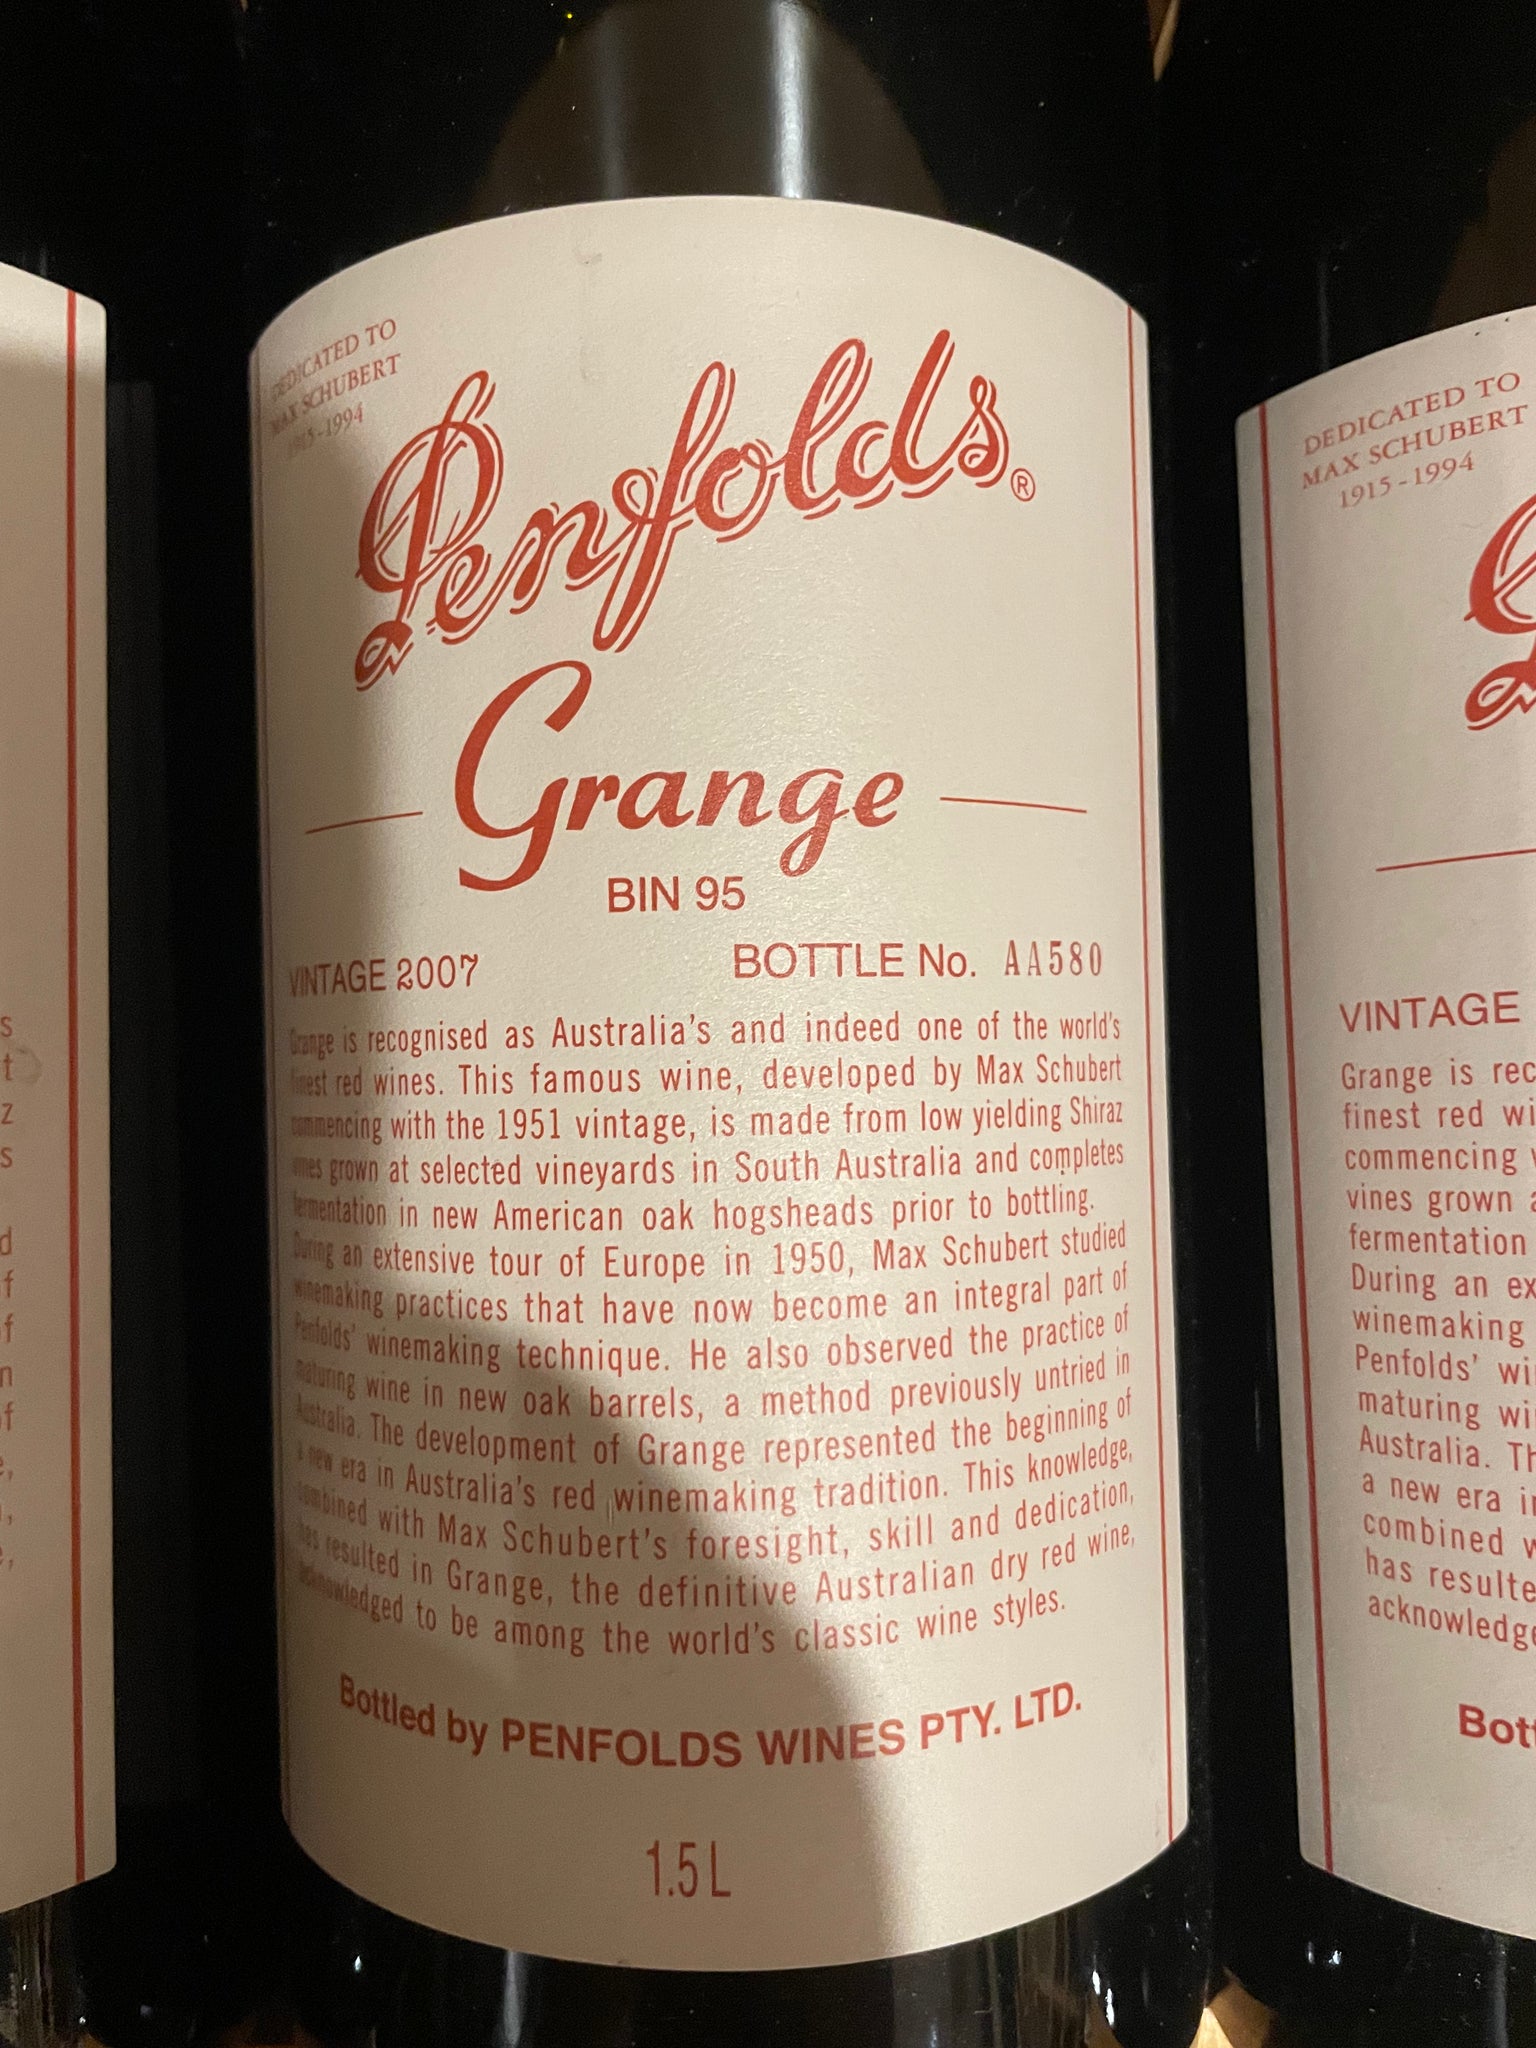 DEDICATED TO
MAX SCHUBERT
1915-1994
Penfolds®
Grange
BIN 95
VINTAGE 2007 BOTTLE No. AA580
Grange is recognised as Australia's and indeed one of the world's
finest red wines. This famous wine, developed by Max Schubert
commencing with the 1951 vintage, is made from low yielding Shiraz
vines grown at selected vineyards in South Australia and completes
fermentation in new American oak hogsheads prior to bottling.
During an extensive tour of Europe in 1950, Max Schubert studied
winemaking practices that have now become an integral part of
Penfolds' winemaking technique. He also observed the practice of
maturing wine in new oak barrels, a method previously untried in
Australia. The development of Grange represented the beginning of
a new era in Australia's red winemaking tradition. This knowledge,
combined with Max Schubert's foresight, skill and dedication,
has resulted in Grange, the definitive Australian dry red wine,
acknowledged to be among the world's classic wine styles.
Bottled by PENFOLDS WINES PTY. LTD.
1.5 L
DEDICATED TO
MAX SCHUBERT
1915-1994
VINTAGE
Grange is
finest red
commencing
vines grown
fermentation
During an
winemaking
Penfolds'
maturing
Australia.
a new era
combined
has